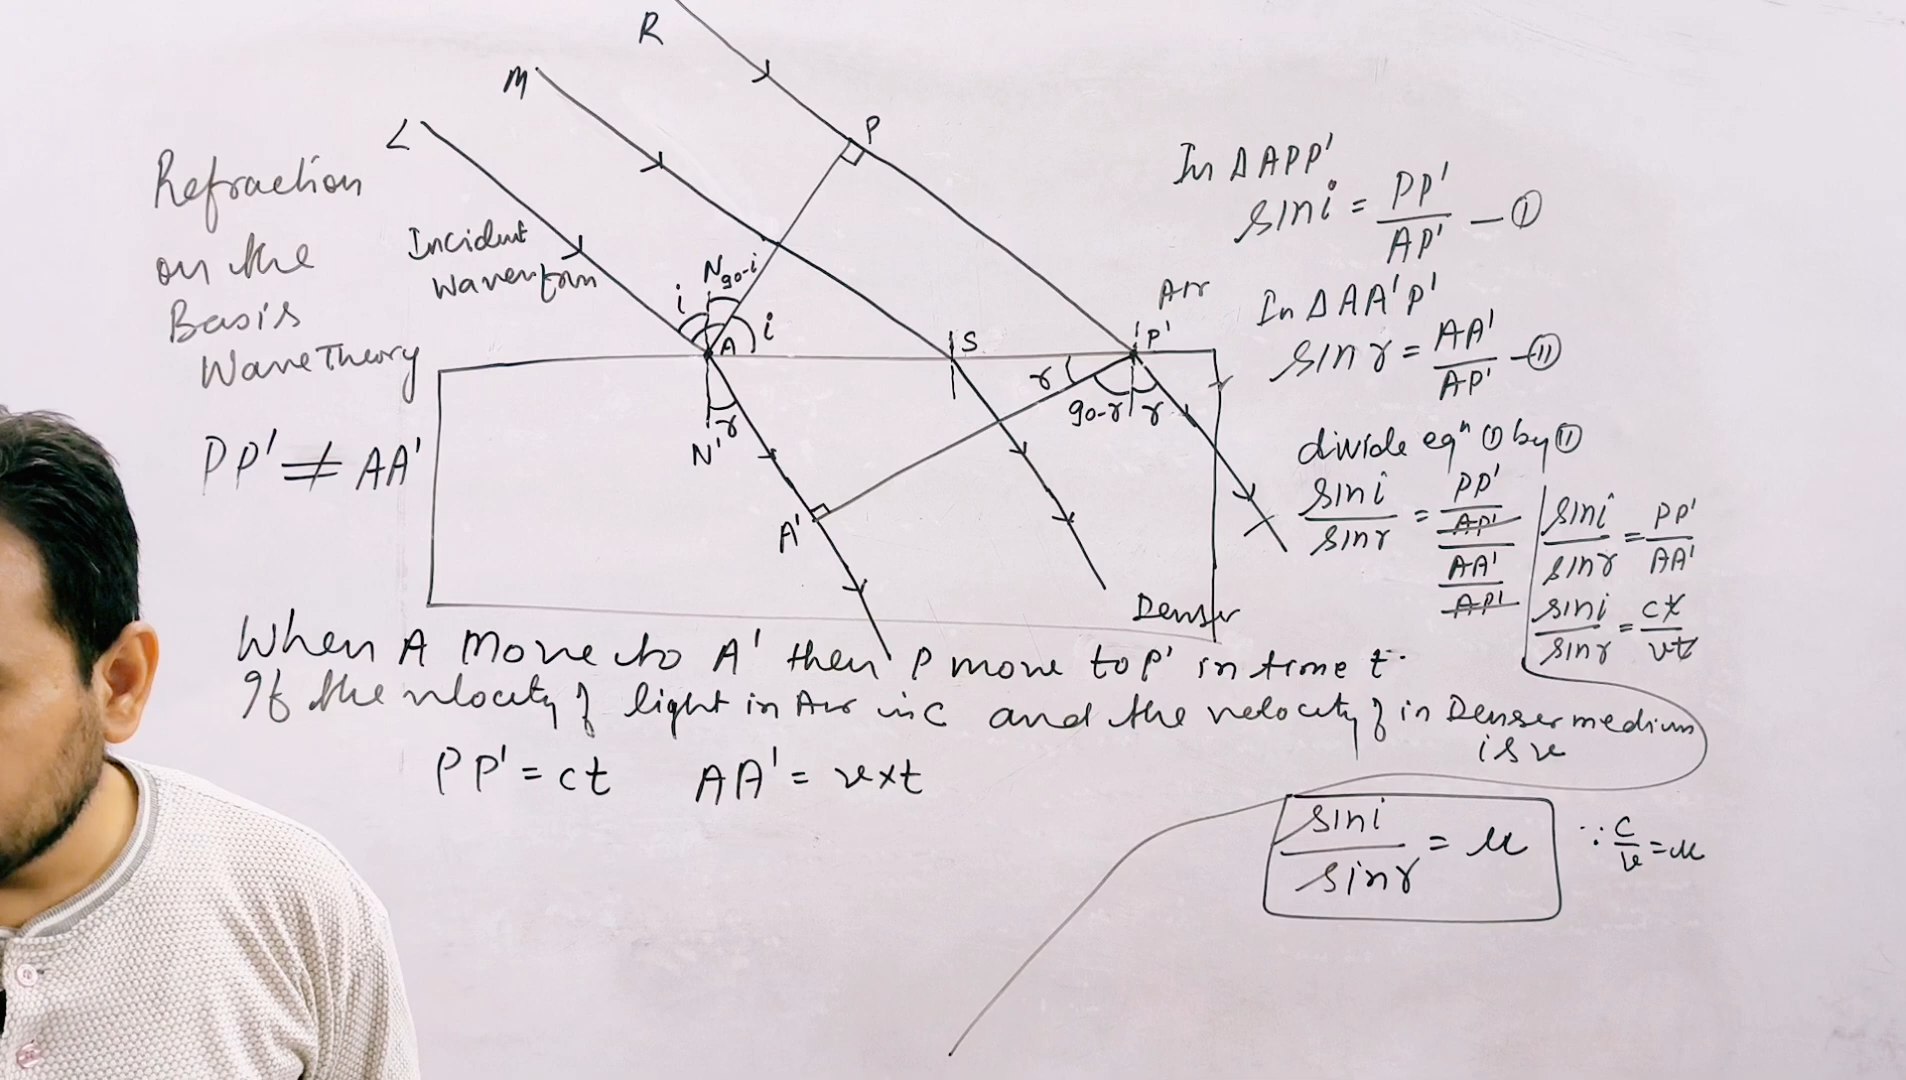 Refraction
on the
Basis
Wave Theory
PP' ≠ AA'
L
M
R
P
Incident
Wavefrom
N
90-i
i
i
A
S
P'
Air
r
90-r
r
r
N'
A'
Denser
In Δ APP'
sin i = PP' / AP' — ①
In Δ AA'P'
sin r = AA' / AP' — ⑪
divide eqⁿ ① by ⑪
sin i / sin r = PP' / AP' / AA' / AP'
sin i / sin r = PP' / AA'
sin i / sin r = ct / vt
When A Move to A' then P move to P' in time t.
If the velocity of light in Air is C and the velocity of in Denser medium
is v
PP' = ct AA' = v×t
sin i / sin r = u ∵ c / v = u